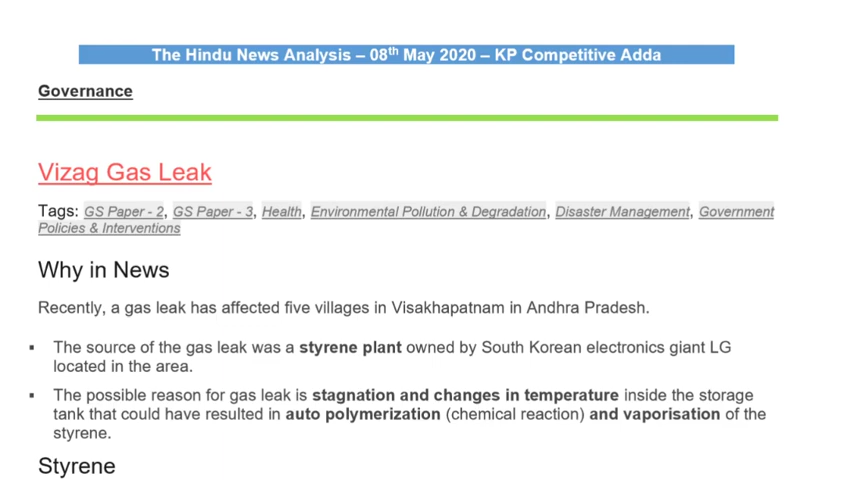 The Hindu News Analysis – 08th May 2020 – KP Competitive Adda
Governance
Vizag Gas Leak
Tags: GS Paper - 2, GS Paper - 3, Health, Environmental Pollution & Degradation, Disaster Management, Government
Policies & Interventions
Why in News
Recently, a gas leak has affected five villages in Visakhapatnam in Andhra Pradesh.
▪ The source of the gas leak was a styrene plant owned by South Korean electronics giant LG
located in the area.
▪ The possible reason for gas leak is stagnation and changes in temperature inside the storage
tank that could have resulted in auto polymerization (chemical reaction) and vaporisation of the
styrene.
Styrene